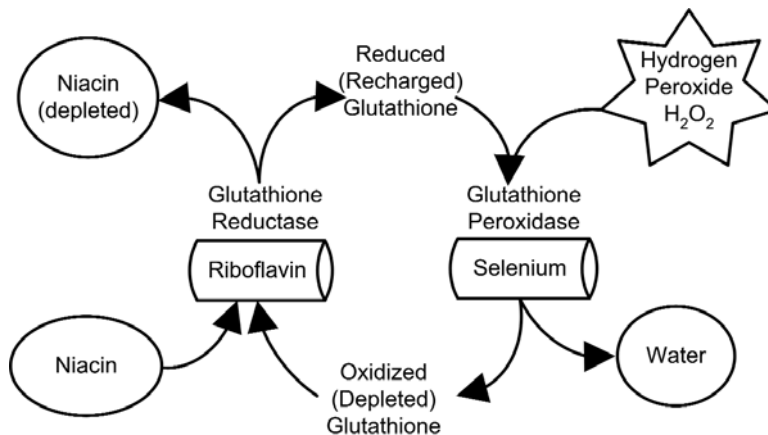 Niacin
(depleted)
Reduced
(Recharged)
Glutathione
Hydrogen
Peroxide
H₂O₂
Glutathione
Reductase
Riboflavin
Glutathione
Peroxidase
Selenium
Niacin
Oxidized
(Depleted)
Glutathione
Water